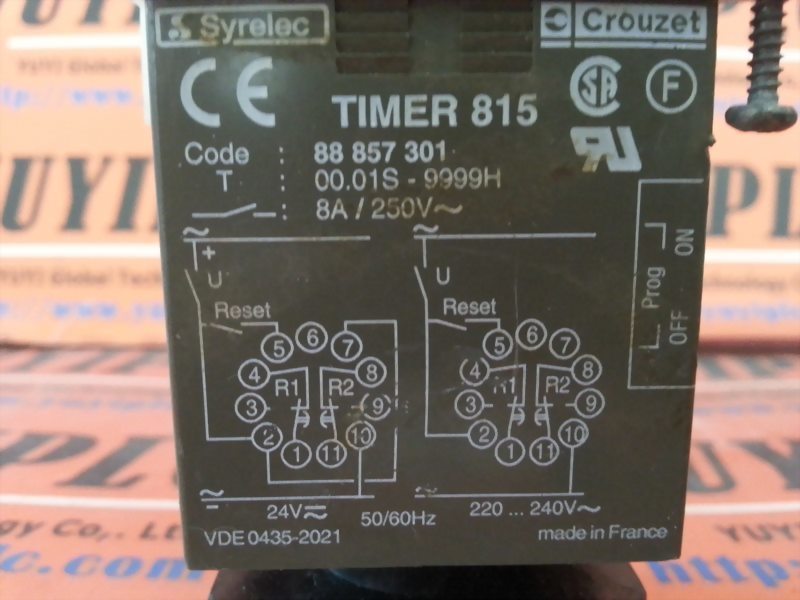 Syrelec
Crouzet
CE
TIMER 815
SA
F
Code : 88 857 301
T : 00.01S - 9999H
: 8A / 250V~
~
+
U
Reset
5 6 7
4 8
R1 R2
3 9
2 10
1 11
24V
~
U
Reset
5 6 7
4 8
R1 R2
3 9
2 10
1 11
220 ... 240V~
50/60Hz
L... Prog
OFF ON
VDE 0435-2021
made in France